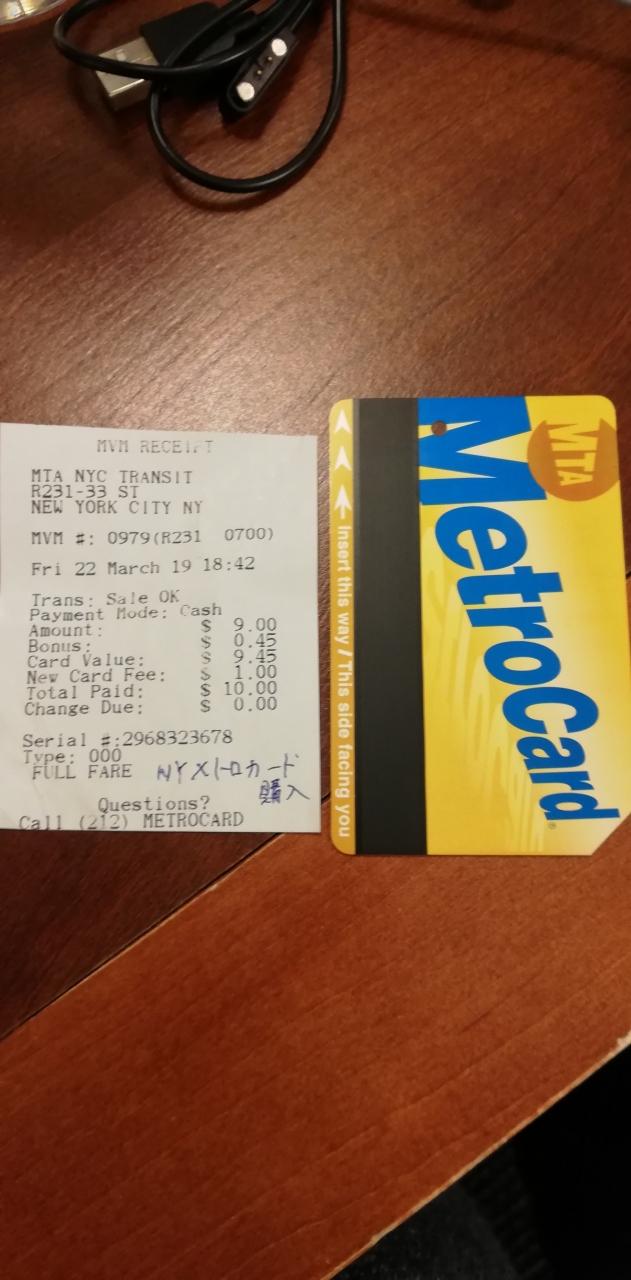 MVM RECEIPT
MTA NYC TRANSIT
R231-33 ST
NEW YORK CITY NY
MVM #: 0979(R231 0700)
Fri 22 March 19 18:42
Trans: Sale OK
Payment Mode: Cash
Amount: $ 9.00
Bonus: $ 0.45
Card Value: $ 9.45
New Card Fee: $ 1.00
Total Paid: $ 10.00
Change Due: $ 0.00
Serial #:2968323678
Type: 000
FULL FARE
NYメトロカード
購入
Questions?
Call (212) METROCARD
Insert this way / This side facing you
MetroCard®
MTA